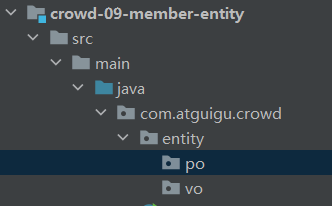 crowd-09-member-entity
src
main
java
com.atguigu.crowd
entity
po
vo